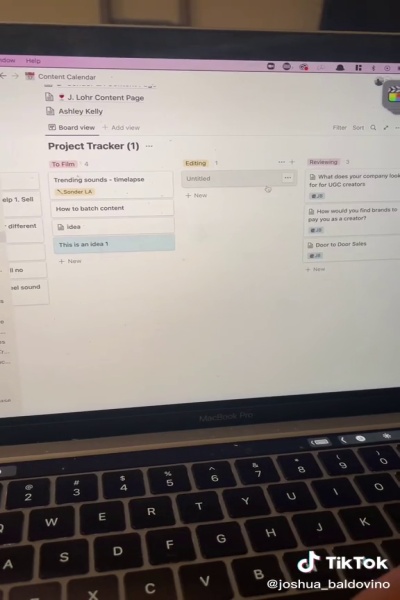 ndow Help
Content Calendar
J. Lohr Content Page
Ashley Kelly
Board view + Add view
Filter Sort
Project Tracker (1) ...
To Film 4
Editing 1
Reviewing 3
Trending sounds - timelapse
Sonder LA
How to batch content
idea
This is an idea 1
+ New
Untitled
+ New
What does your company look
for for UGC creators
JB
How would you find brands to
pay you as a creator?
JB
Door to Door Sales
JB
+ New
elp 1. Sell
different
ll no
sel sound
MacBook Pro
@ # $ % ^ & * ( )
2 3 4 5 6 7 8 9 0
W E R T Y U I O
A S D F G H J K
X C V B
TikTok
@joshua_baldovino